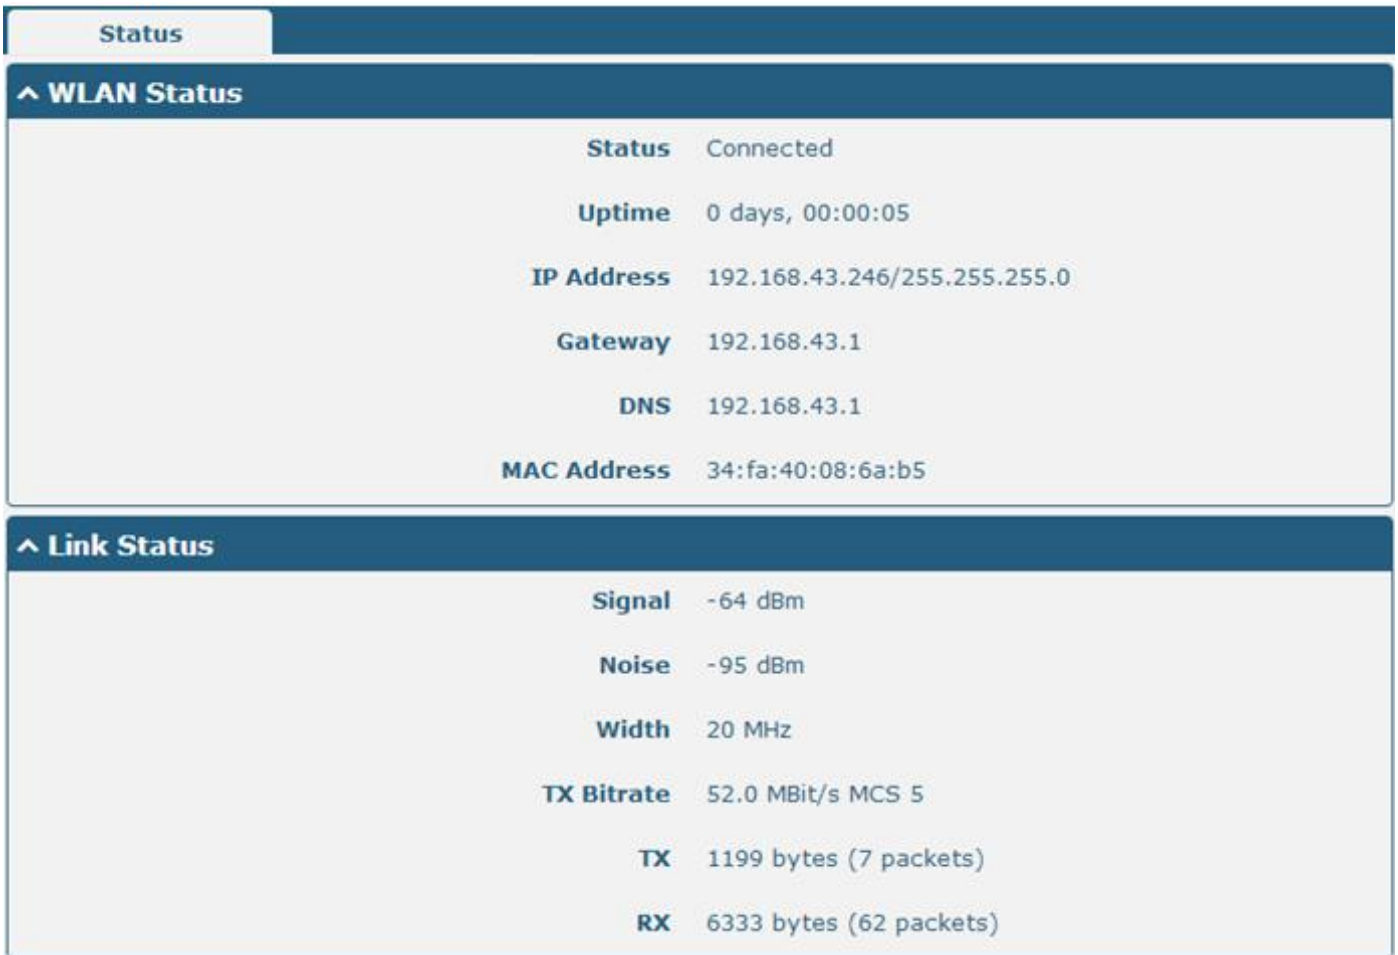 Status
WLAN Status
Status Connected
Uptime 0 days, 00:00:05
IP Address 192.168.43.246/255.255.255.0
Gateway 192.168.43.1
DNS 192.168.43.1
MAC Address 34:fa:40:08:6a:b5
Link Status
Signal -64 dBm
Noise -95 dBm
Width 20 MHz
TX Bitrate 52.0 MBit/s MCS 5
TX 1199 bytes (7 packets)
RX 6333 bytes (62 packets)